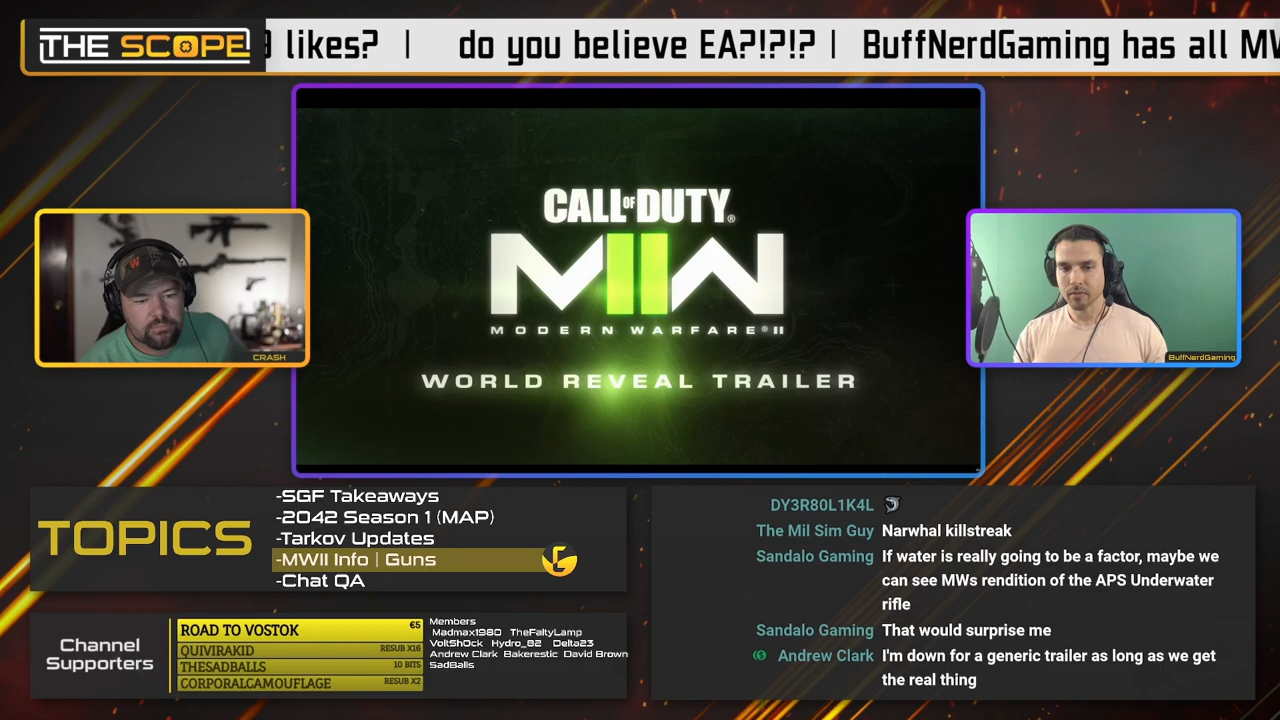 THE SCOPE
likes? | do you believe EA?!?!? | BuffNerdGaming has all MW
CALL OF DUTY®
MIIW
MODERN WARFARE® II
WORLD REVEAL TRAILER
CRASH
BuffNerdGaming
TOPICS
-SGF Takeaways
-2042 Season 1 (MAP)
-Tarkov Updates
-MWII Info | Guns
-Chat QA
Channel
Supporters
ROAD TO VOSTOK €5
QUIVIRAKID RESUB X16
THESADBALLS 10 BITS
CORPORALCAMOUFLAGE RESUB X2
Members
Madmax1980 TheFaltyLamp
VoltSh0ck Hydro_82 Delta23
Andrew Clark Bakerestic David Brown
SadBalls
DY3R80L1K4L
The Mil Sim Guy Narwhal killstreak
Sandalo Gaming If water is really going to be a factor, maybe we
can see MWs rendition of the APS Underwater
rifle
Sandalo Gaming That would surprise me
Andrew Clark I'm down for a generic trailer as long as we get
the real thing